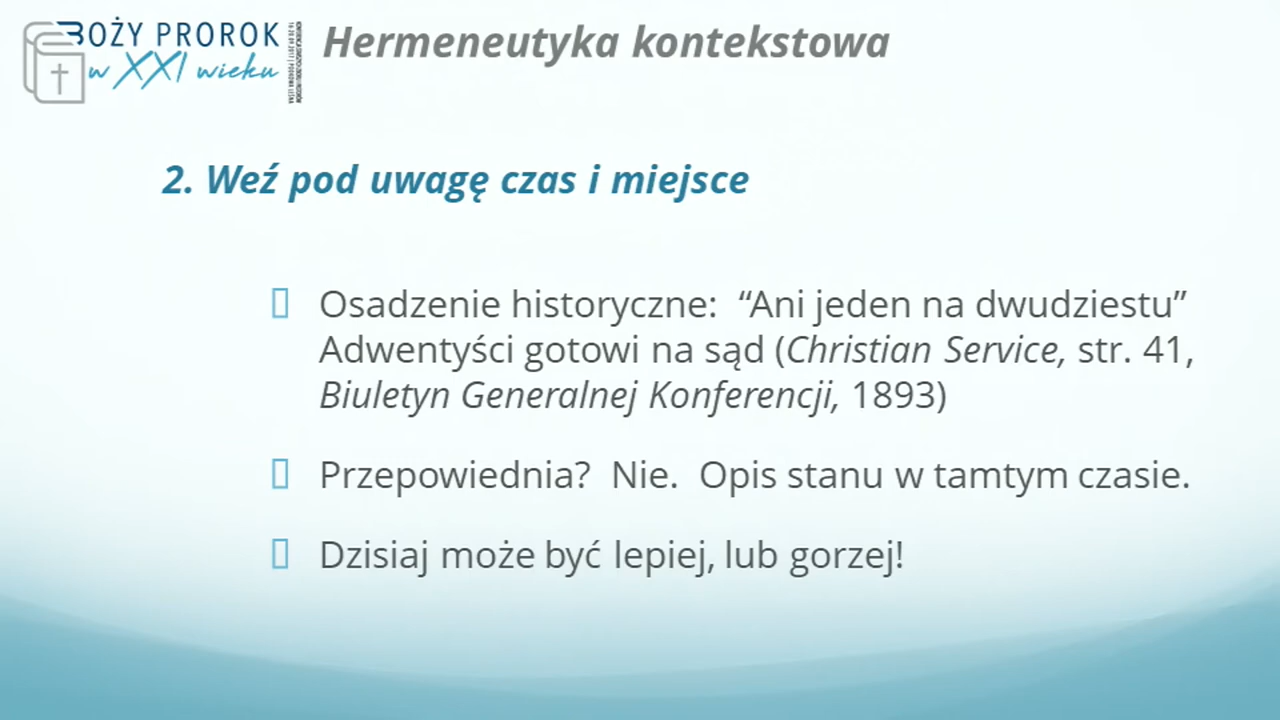 BOŻY PROROK
w XXI wieku
Hermeneutyka kontekstowa
2. Weź pod uwagę czas i miejsce
Osadzenie historyczne: “Ani jeden na dwudziestu”
Adwentyści gotowi na sąd (Christian Service, str. 41,
Biuletyn Generalnej Konferencji, 1893)
Przepowiednia? Nie. Opis stanu w tamtym czasie.
Dzisiaj może być lepiej, lub gorzej!